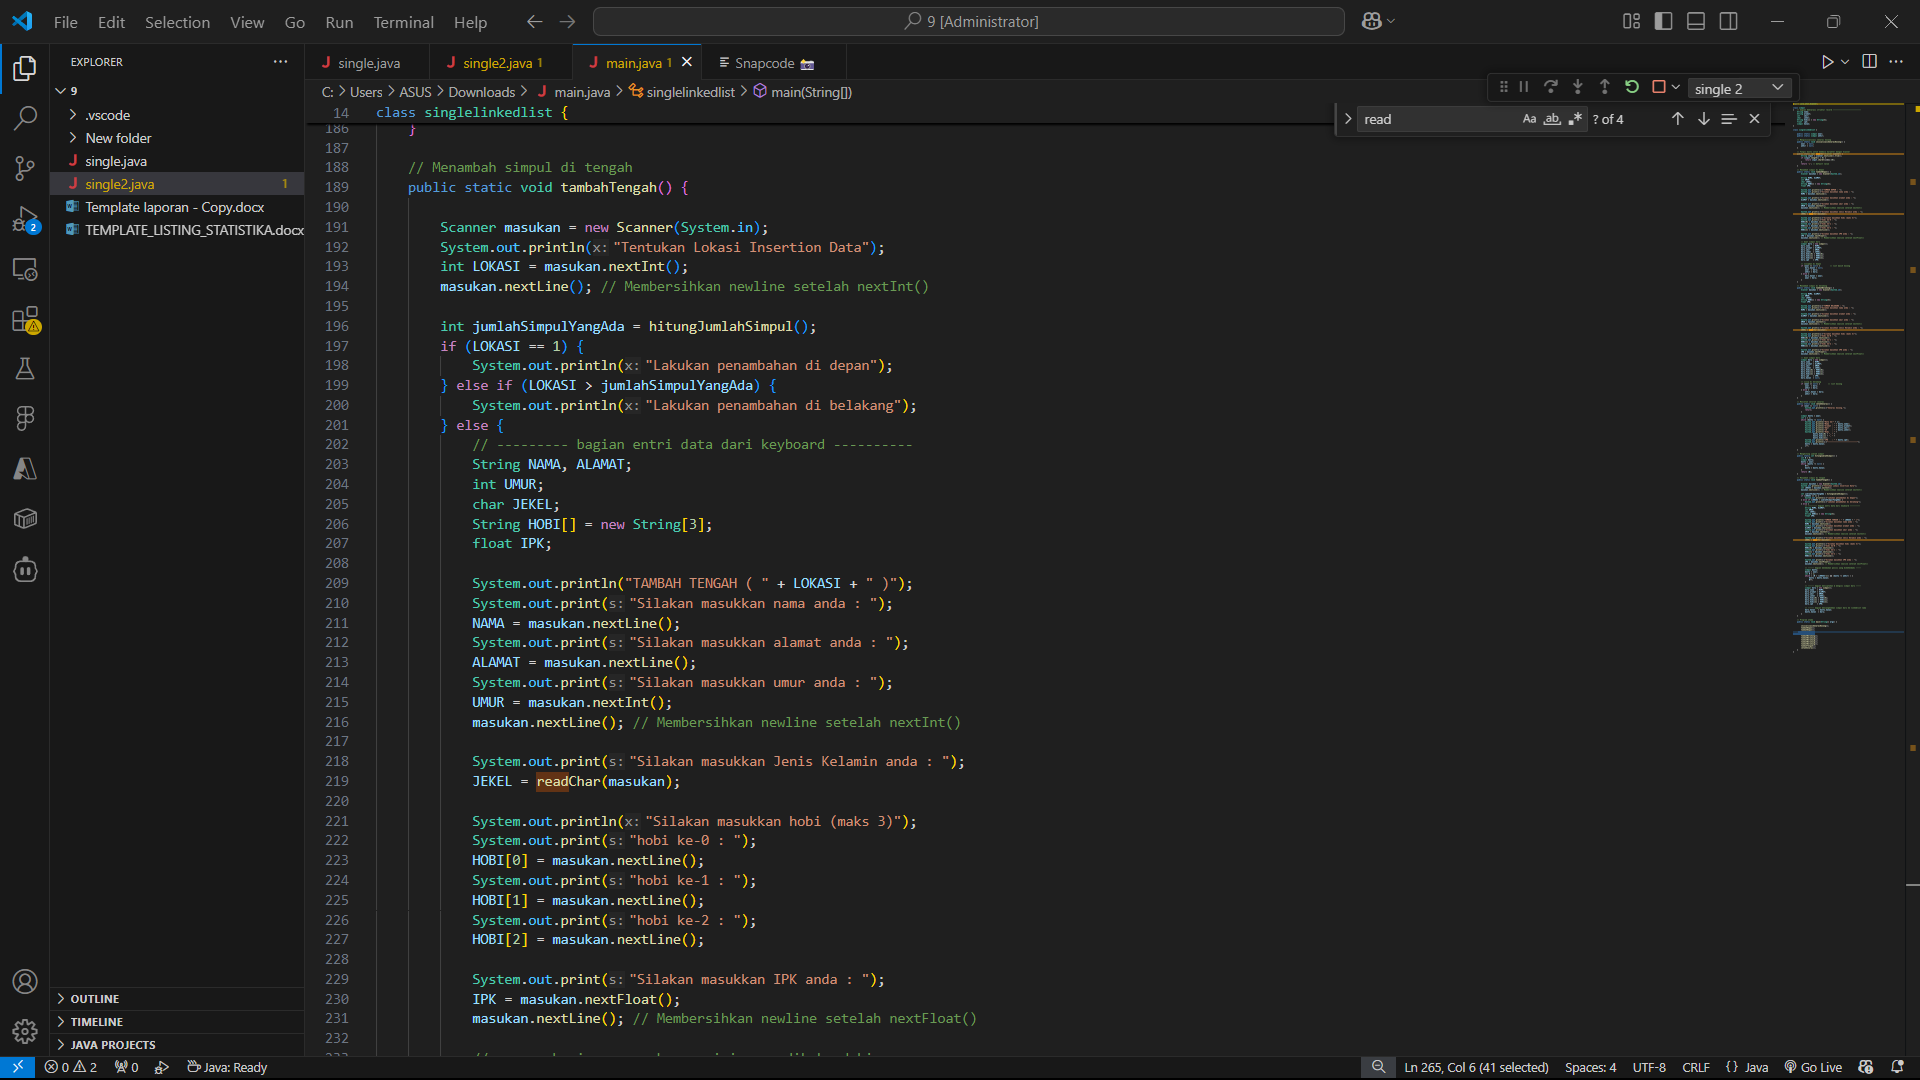 File Edit Selection View Go Run Terminal Help
9 [Administrator]
EXPLORER
9
.vscode
New folder
single.java
single2.java 1
Template laporan - Copy.docx
TEMPLATE_LISTING_STATISTIKA.docx
OUTLINE
TIMELINE
JAVA PROJECTS
2
single.java
single2.java 1
main.java 1
Snapcode
single 2
C: > Users > ASUS > Downloads > main.java > singlelinkedlist > main(String[])
read
Aa ab, .* ? of 4
14 class singlelinkedlist {
186 }
187
188 // Menambah simpul di tengah
189 public static void tambahTengah() {
190
191 Scanner masukan = new Scanner(System.in);
192 System.out.println(x: "Tentukan Lokasi Insertion Data");
193 int LOKASI = masukan.nextInt();
194 masukan.nextLine(); // Membersihkan newline setelah nextInt()
195
196 int jumlahSimpulYangAda = hitungJumlahSimpul();
197 if (LOKASI == 1) {
198 System.out.println(x: "Lakukan penambahan di depan");
199 } else if (LOKASI > jumlahSimpulYangAda) {
200 System.out.println(x: "Lakukan penambahan di belakang");
201 } else {
202 // --------- bagian entri data dari keyboard ----------
203 String NAMA, ALAMAT;
204 int UMUR;
205 char JEKEL;
206 String HOBI[] = new String[3];
207 float IPK;
208
209 System.out.println("TAMBAH TENGAH ( " + LOKASI + " )");
210 System.out.print(s: "Silakan masukkan nama anda : ");
211 NAMA = masukan.nextLine();
212 System.out.print(s: "Silakan masukkan alamat anda : ");
213 ALAMAT = masukan.nextLine();
214 System.out.print(s: "Silakan masukkan umur anda : ");
215 UMUR = masukan.nextInt();
216 masukan.nextLine(); // Membersihkan newline setelah nextInt()
217
218 System.out.print(s: "Silakan masukkan Jenis Kelamin anda : ");
219 JEKEL = readChar(masukan);
220
221 System.out.println(x: "Silakan masukkan hobi (maks 3)");
222 System.out.print(s: "hobi ke-0 : ");
223 HOBI[0] = masukan.nextLine();
224 System.out.print(s: "hobi ke-1 : ");
225 HOBI[1] = masukan.nextLine();
226 System.out.print(s: "hobi ke-2 : ");
227 HOBI[2] = masukan.nextLine();
228
229 System.out.print(s: "Silakan masukkan IPK anda : ");
230 IPK = masukan.nextFloat();
231 masukan.nextLine(); // Membersihkan newline setelah nextFloat()
232
0 2 0 Java: Ready
Ln 265, Col 6 (41 selected) Spaces: 4 UTF-8 CRLF { } Java Go Live